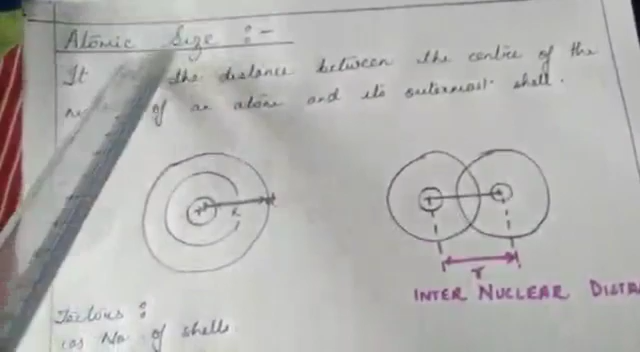 Atomic Size :-
It the distance between the centre of the
of an atom and its outermost shell.
r
INTER NUCLEAR DISTA
Factors :
(a) No. of shells